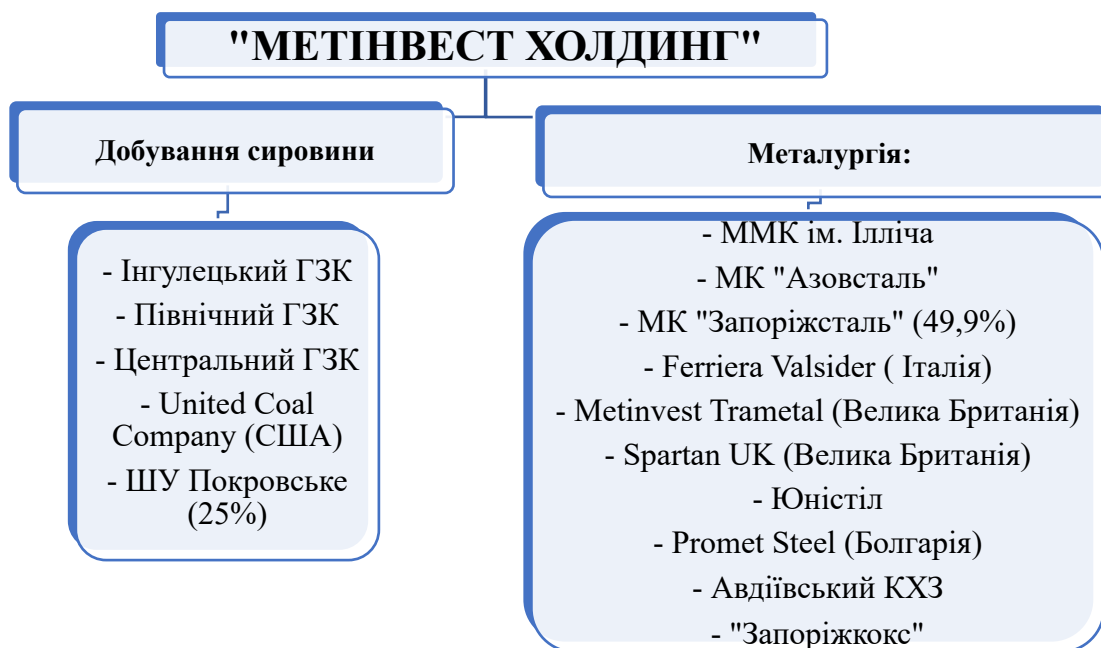 "МЕТІНВЕСТ ХОЛДИНГ"
Добування сировини
- Інгулецький ГЗК
- Північний ГЗК
- Центральний ГЗК
- United Coal
Company (США)
- ШУ Покровське
(25%)
Металургія:
- ММК ім. Ілліча
- МК "Азовсталь"
- МК "Запоріжсталь" (49,9%)
- Ferriera Valsider ( Італія)
- Metinvest Trametal (Велика Британія)
- Spartan UK (Велика Британія)
- Юністіл
- Promet Steel (Болгарія)
- Авдіївський КХЗ
- "Запоріжкокс"